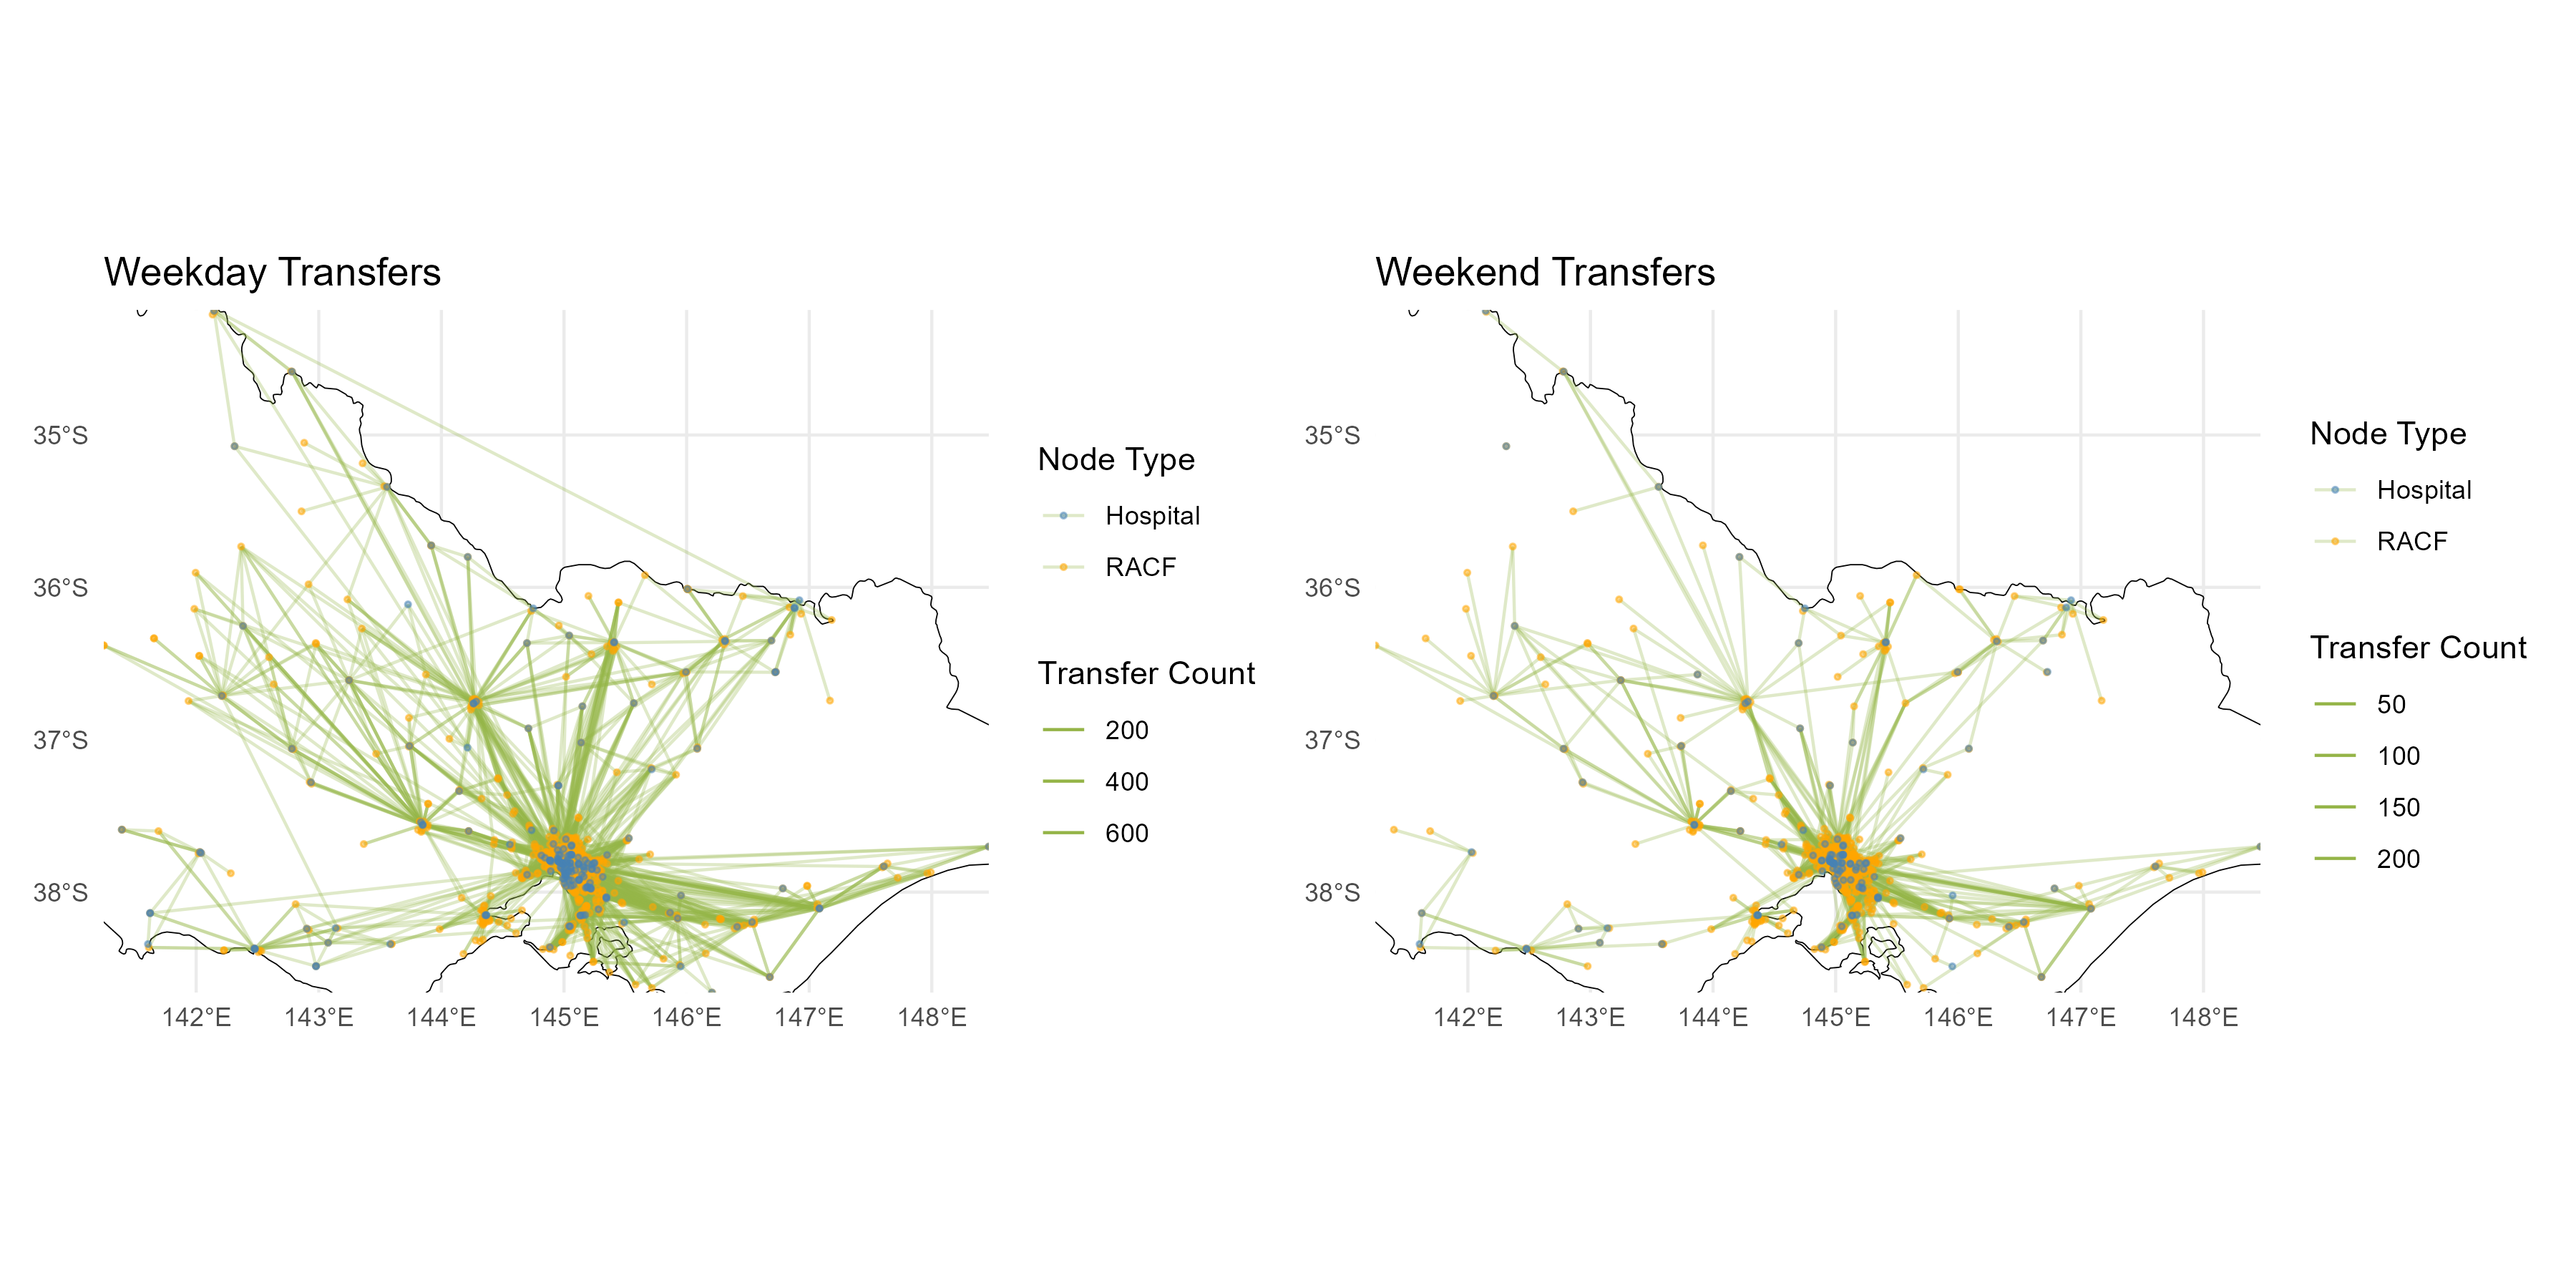 Weekday Transfers
35°S
36°S
37°S
38°S
142°E 143°E 144°E 145°E 146°E 147°E 148°E
Node Type
Hospital
RACF
Transfer Count
200
400
600
Weekend Transfers
35°S
36°S
37°S
38°S
142°E 143°E 144°E 145°E 146°E 147°E 148°E
Node Type
Hospital
RACF
Transfer Count
50
100
150
200